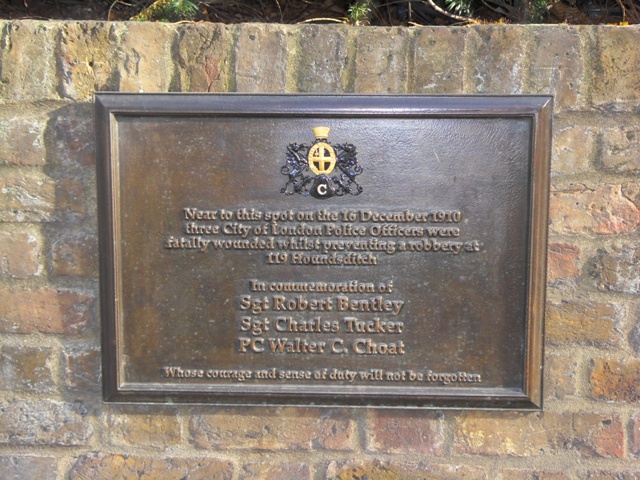 C
Near to this spot on the 16 December 1910
three City of London Police Officers were
fatally wounded whilst preventing a robbery at
119 Houndsditch
In commemoration of
Sgt Robert Bentley
Sgt Charles Tucker
PC Walter C. Choat
Whose courage and sense of duty will not be forgotten